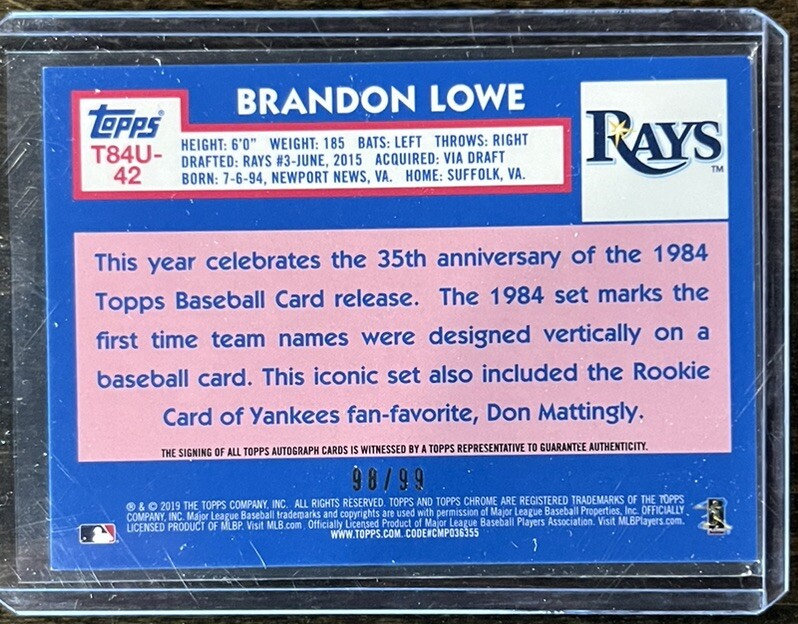 BRANDON LOWE
topps
T84U-
42
HEIGHT: 6'0" WEIGHT: 185 BATS: LEFT THROWS: RIGHT
DRAFTED: RAYS #3-JUNE, 2015 ACQUIRED: VIA DRAFT
BORN: 7-6-94, NEWPORT NEWS, VA. HOME: SUFFOLK, VA.
RAYS
TM
This year celebrates the 35th anniversary of the 1984
Topps Baseball Card release. The 1984 set marks the
first time team names were designed vertically on a
baseball card. This iconic set also included the Rookie
Card of Yankees fan-favorite, Don Mattingly.
THE SIGNING OF ALL TOPPS AUTOGRAPH CARDS IS WITNESSED BY A TOPPS REPRESENTATIVE TO GUARANTEE AUTHENTICITY.
98/99
® & © 2019 THE TOPPS COMPANY, INC. ALL RIGHTS RESERVED. TOPPS AND TOPPS CHROME ARE REGISTERED TRADEMARKS OF THE TOPPS
COMPANY, INC. Major League Baseball trademarks and copyrights are used with permission of Major League Baseball Properties, Inc. OFFICIALLY
LICENSED PRODUCT OF MLBP. Visit MLB.com Officially Licensed Product of Major League Baseball Players Association. Visit MLBPlayers.com.
WWW.TOPPS.COM. CODE#CMP036355